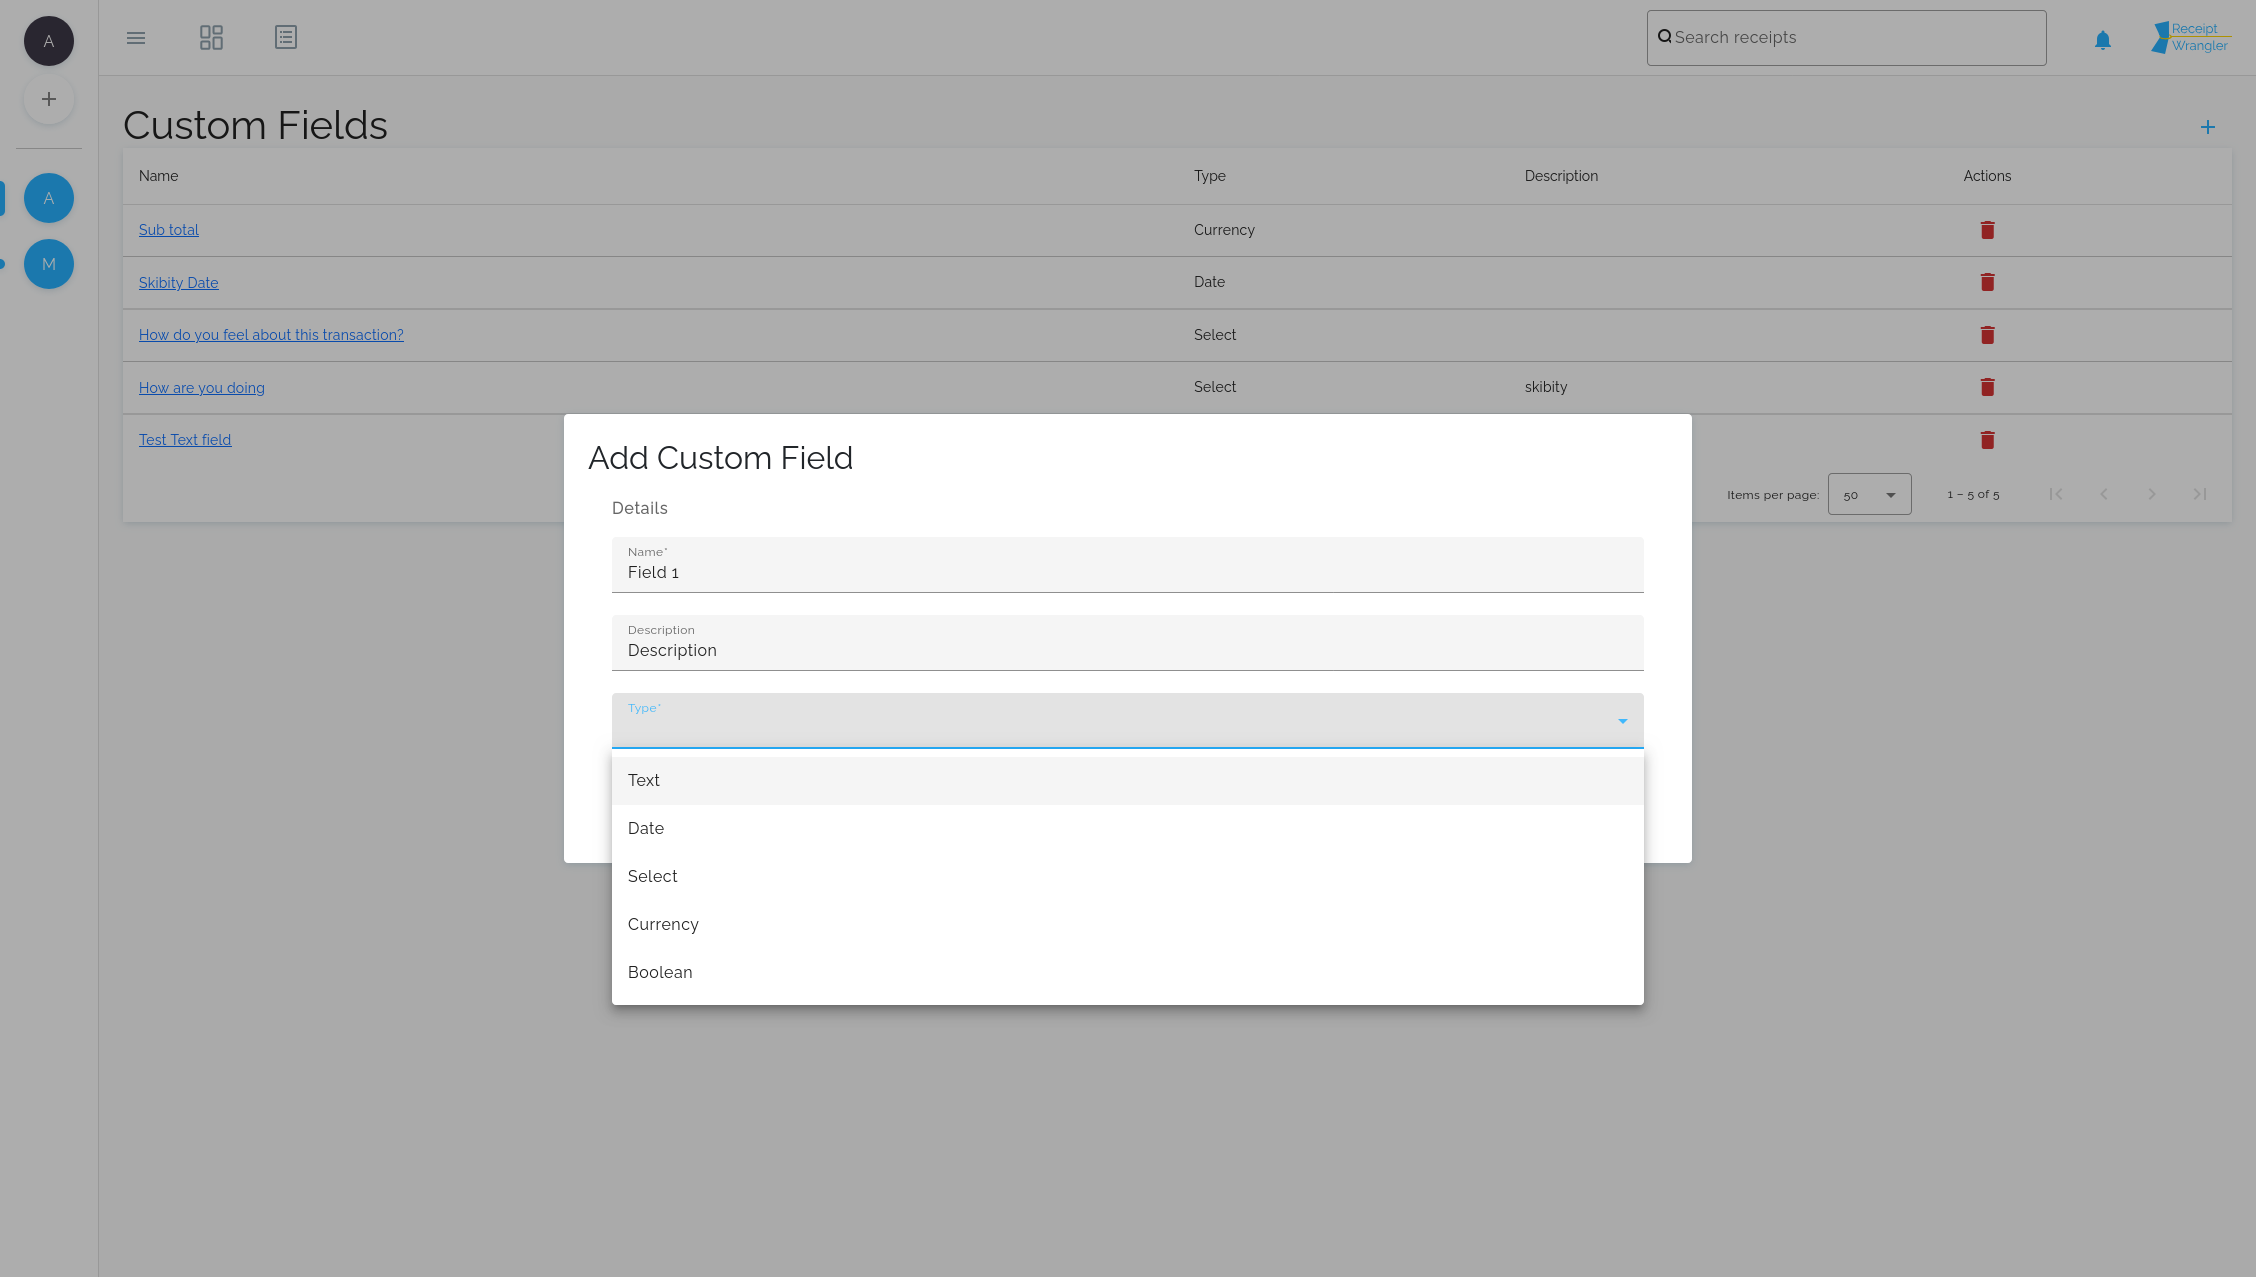 A
Search receipts
Receipt
Wrangler
Custom Fields
Name Type Description Actions
A
Sub total Currency
M
Skibity Date Date
How do you feel about this transaction? Select
How are you doing Select skibity
Test Text field
Items per page: 50 1 – 5 of 5
Add Custom Field
Details
Name*
Field 1
Description
Description
Type*
Text
Date
Select
Currency
Boolean